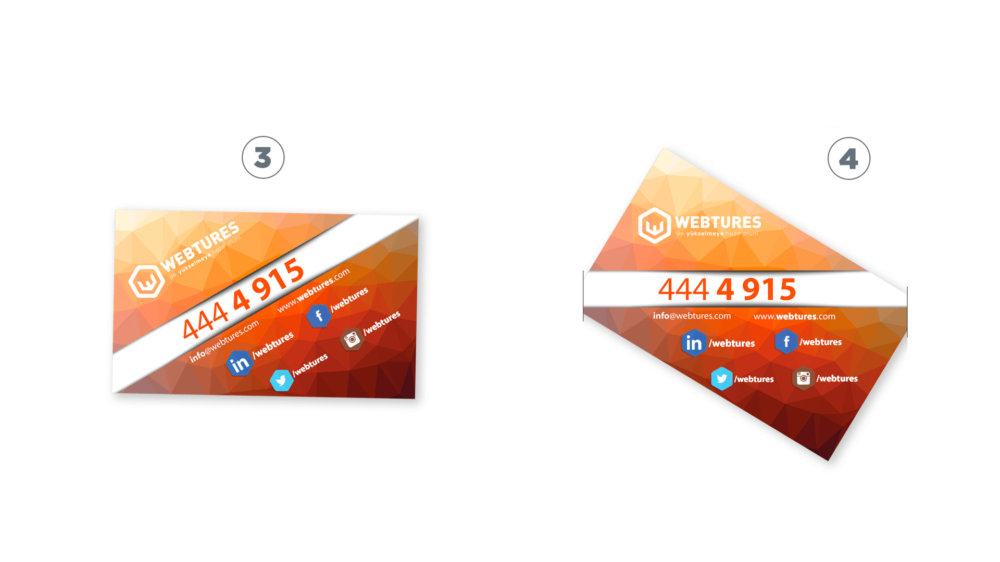 3
WEBTURES
ile yükselmeye hazır olun!
444 4 915
info@webtures.com
www.webtures.com
in /webtures
f /webtures
/webtures
/webtures
4
WEBTURES
ile yükselmeye hazır olun!
444 4 915
info@webtures.com
www.webtures.com
in /webtures
f /webtures
/webtures
/webtures